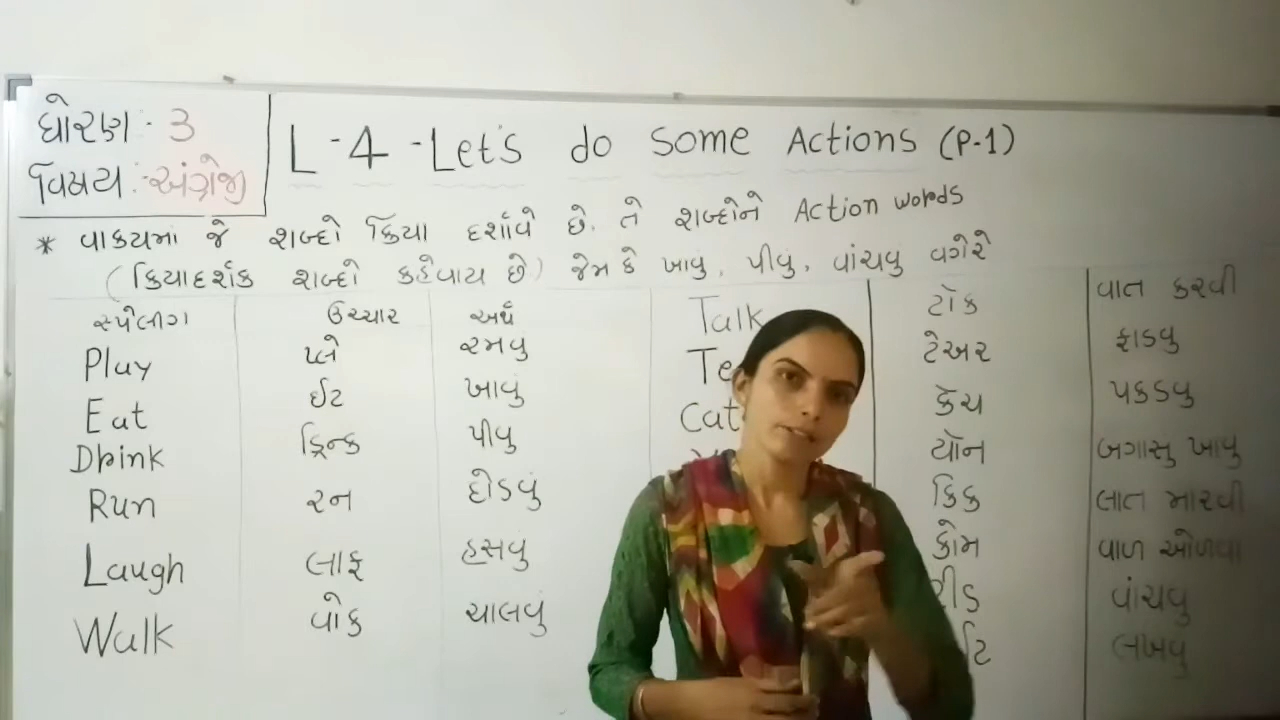 ધોરણ - 3
વિષય :- અંગ્રેજી
L - 4 - Let's do some Actions (P-1)
* વાક્યમાં જે શબ્દો ક્રિયા દર્શાવે છે. તે શબ્દોને Action words
(ક્રિયાદર્શક શબ્દો કહેવાય છે) જેમ કે ખાવુ, પીવુ, વાંચવુ વગેરે
સ્પેલીંગ ઉચ્ચાર અર્થ
Play પ્લે રમવુ
Eat ઈટ ખાવુ
Drink ડ્રિન્ક પીવુ
Run રન દોડવું
Laugh લાફ હસવુ
Walk વોક ચાલવું
Talk ટૉક વાત કરવી
ટેઅર ફાડવુ
કૅચ પકડવુ
યૉન બગાસુ ખાવુ
કિક લાત મારવી
કોમ વાળ ઓળવા
રીડ વાંચવુ
લખવુ